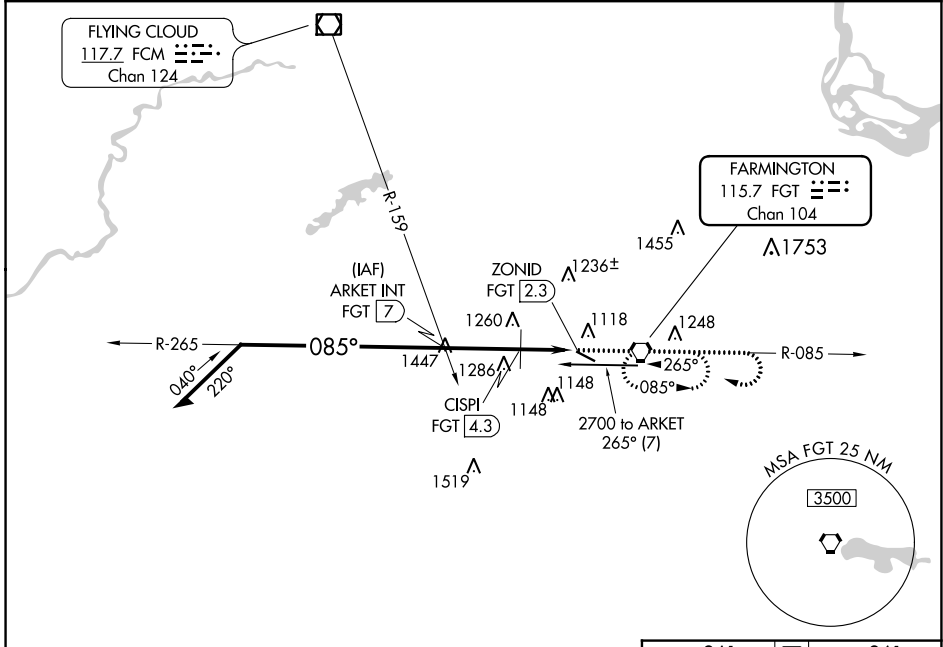 FLYING CLOUD
117.7 FCM
Chan 124
R-159
FARMINGTON
115.7 FGT
Chan 104
1455
1753
(IAF)
ARKET INT
FGT 7
ZONID
FGT 2.3
1236±
1260
1118
1248
R-265
085°
1447
R-085
040°
220°
1286
265°
085°
CISPI
FGT 4.3
1148
1148
2700 to ARKET
265° (7)
1519
MSA FGT 25 NM
3500